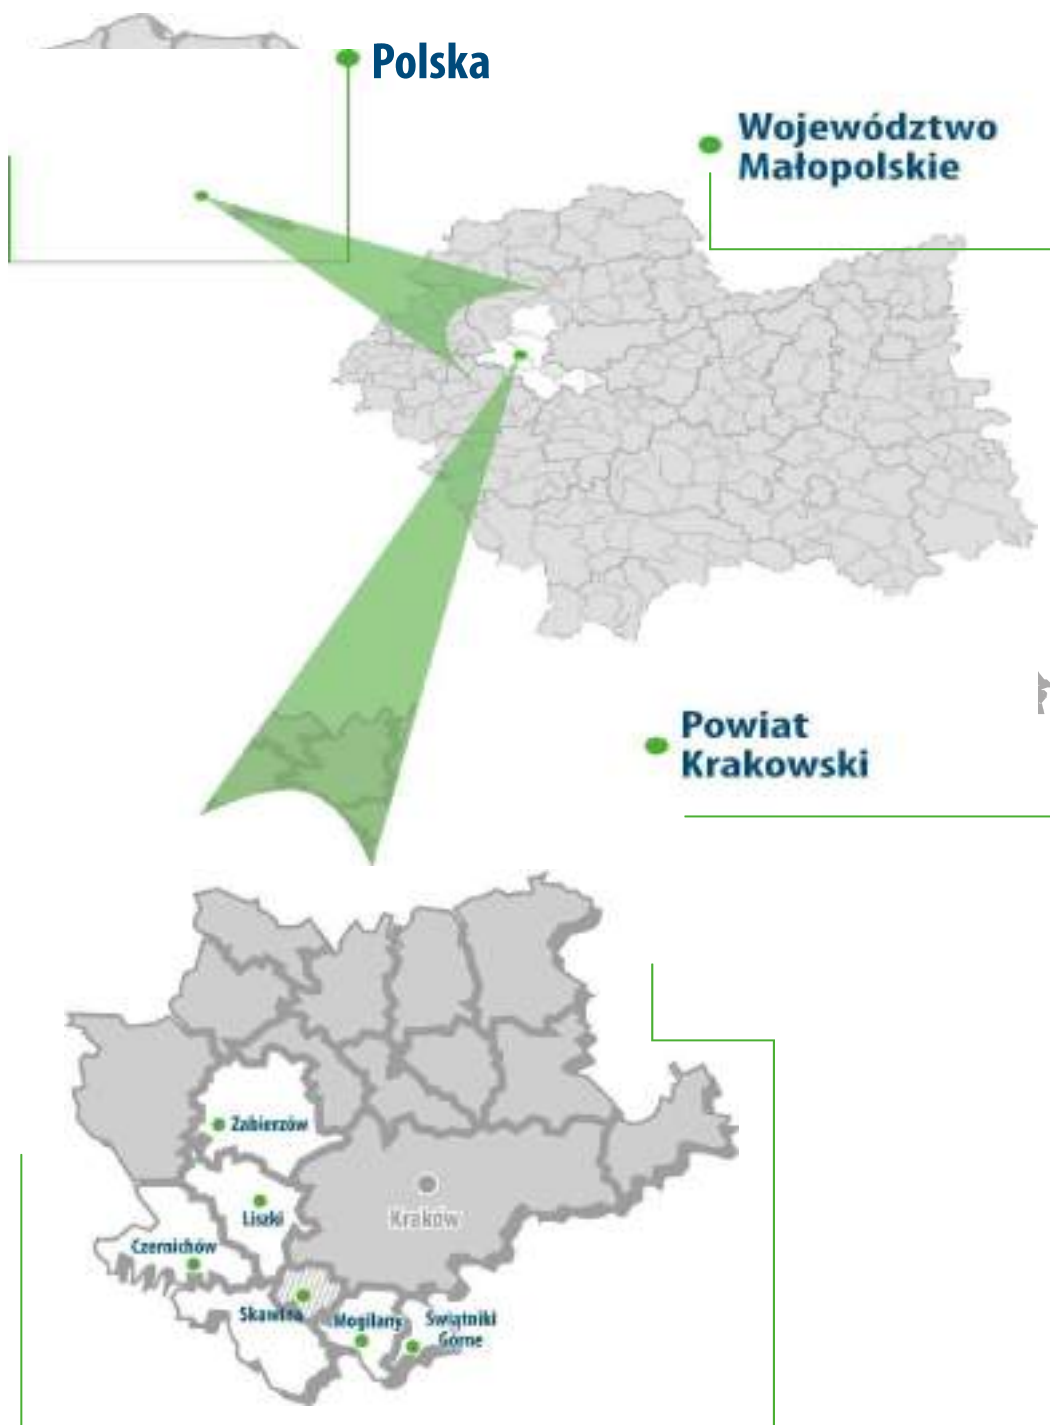 Polska
Województwo
Małopolskie
Powiat
Krakowski
Zabierzów
Liszki
Kraków
Czernichów
Skawina
Mogilany
Świątniki
Górne